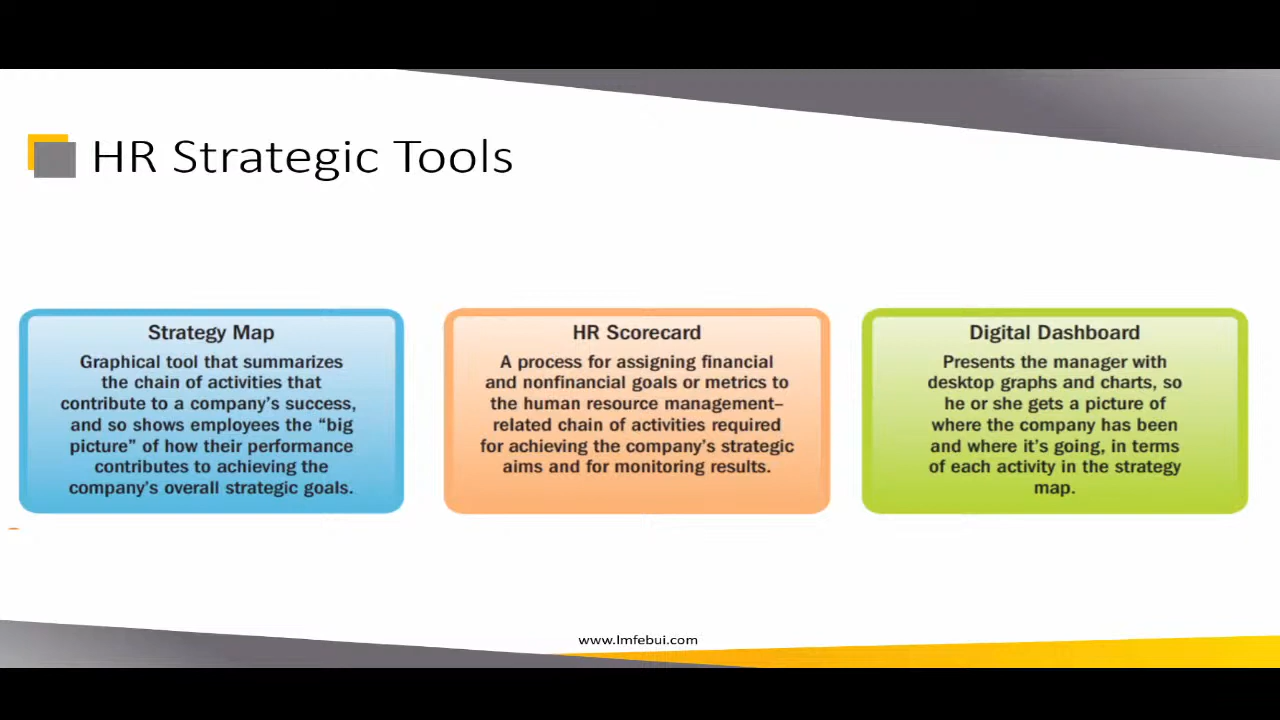 HR Strategic Tools
Strategy Map
Graphical tool that summarizes
the chain of activities that
contribute to a company's success,
and so shows employees the “big
picture” of how their performance
contributes to achieving the
company's overall strategic goals.
HR Scorecard
A process for assigning financial
and nonfinancial goals or metrics to
the human resource management–
related chain of activities required
for achieving the company's strategic
aims and for monitoring results.
Digital Dashboard
Presents the manager with
desktop graphs and charts, so
he or she gets a picture of
where the company has been
and where it's going, in terms
of each activity in the strategy
map.
www.lmfebui.com